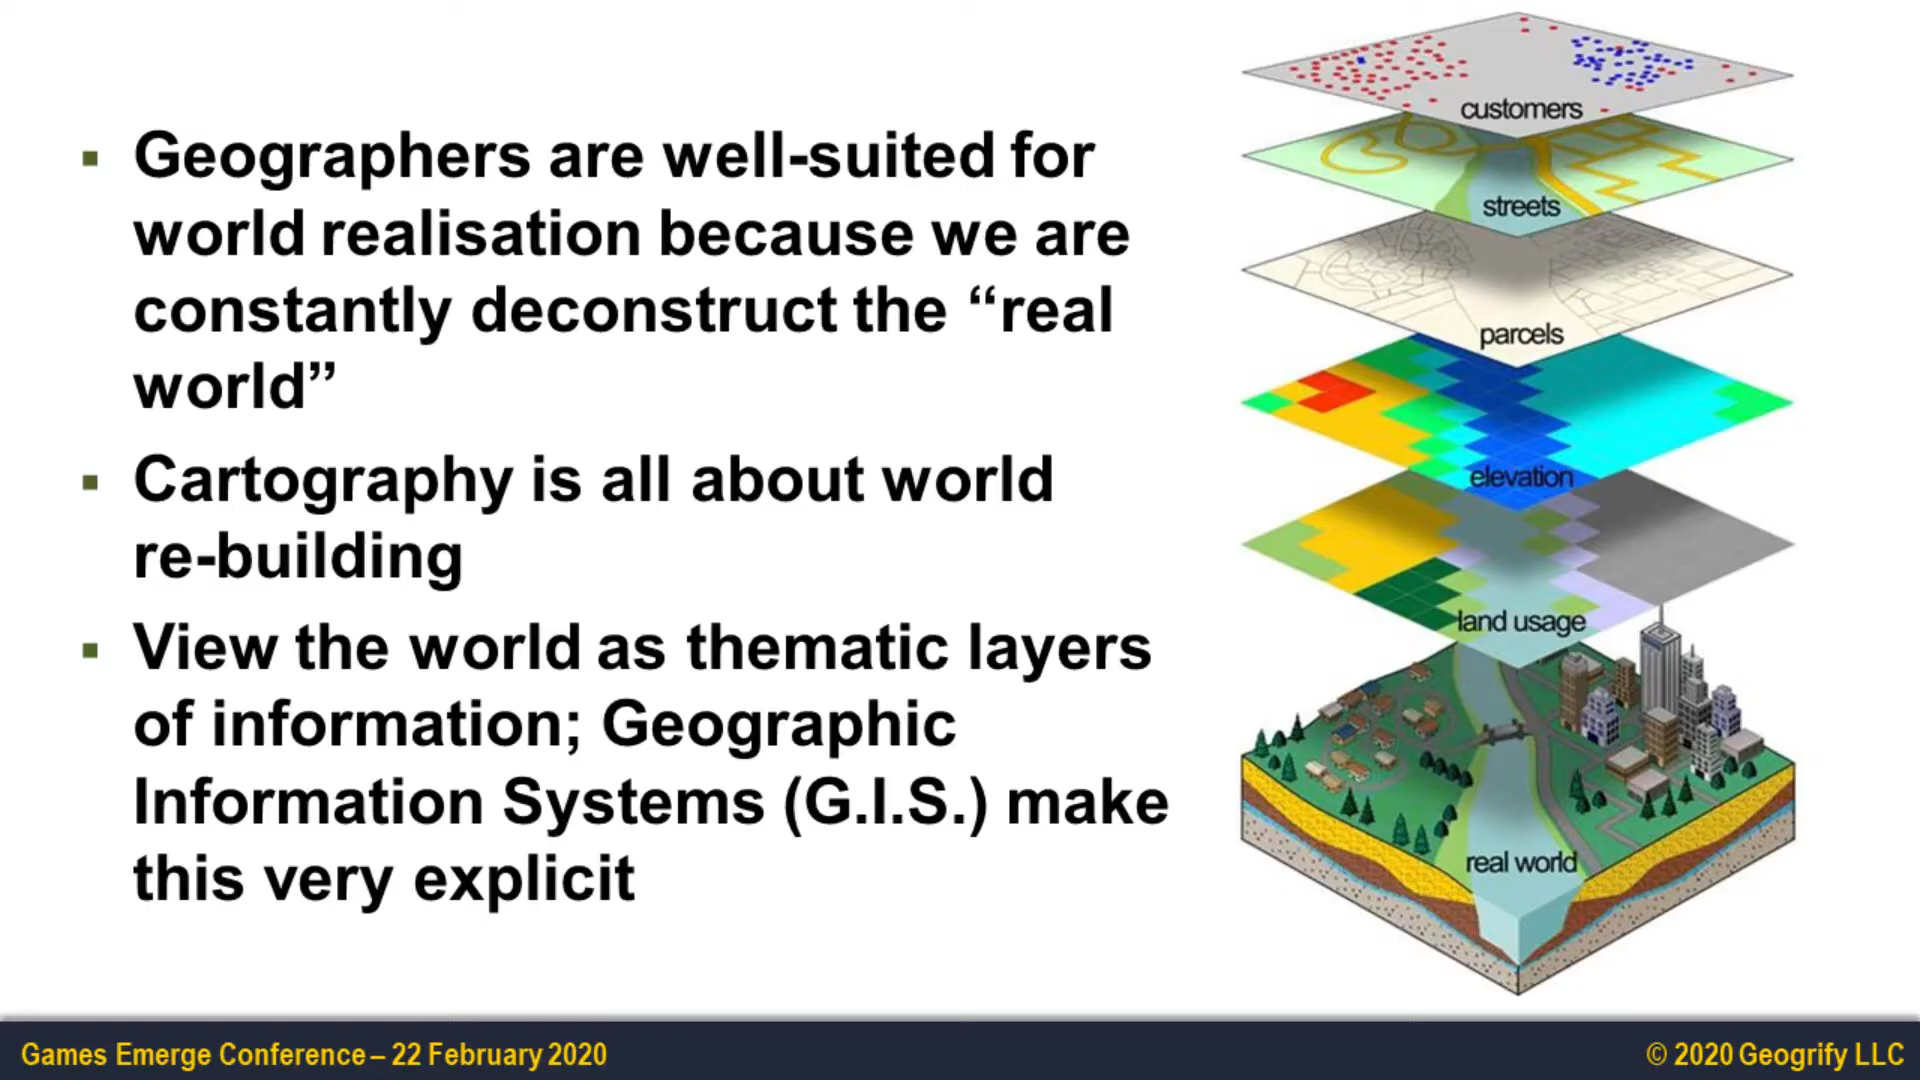 Geographers are well-suited for
world realisation because we are
constantly deconstruct the “real
world”
Cartography is all about world
re-building
View the world as thematic layers
of information; Geographic
Information Systems (G.I.S.) make
this very explicit
customers
streets
parcels
elevation
land usage
real world
Games Emerge Conference – 22 February 2020
© 2020 Geogrify LLC